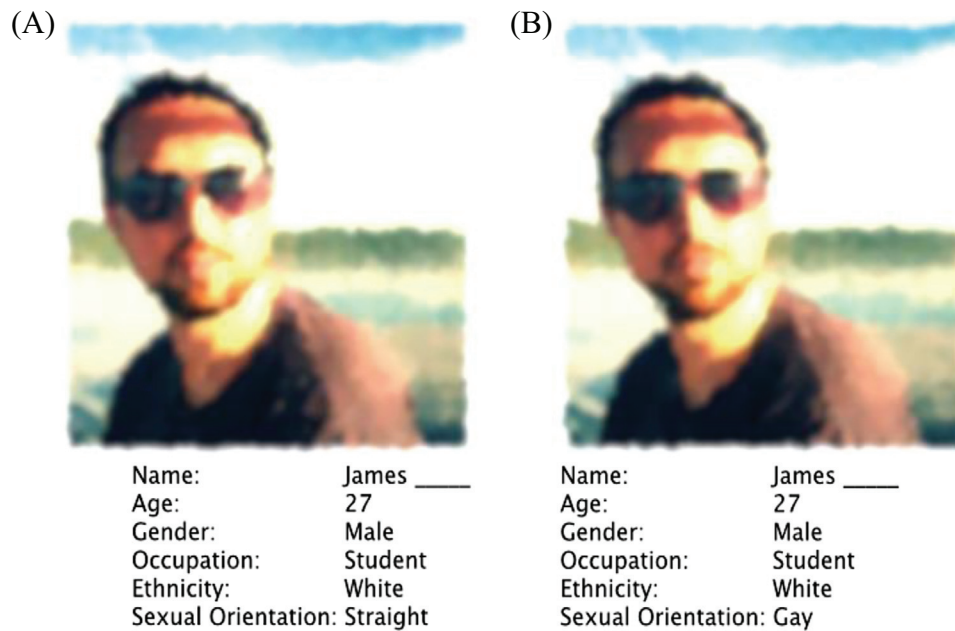 (A)
(B)
Name: James _____
Age: 27
Gender: Male
Occupation: Student
Ethnicity: White
Sexual Orientation: Straight
Name: James _____
Age: 27
Gender: Male
Occupation: Student
Ethnicity: White
Sexual Orientation: Gay